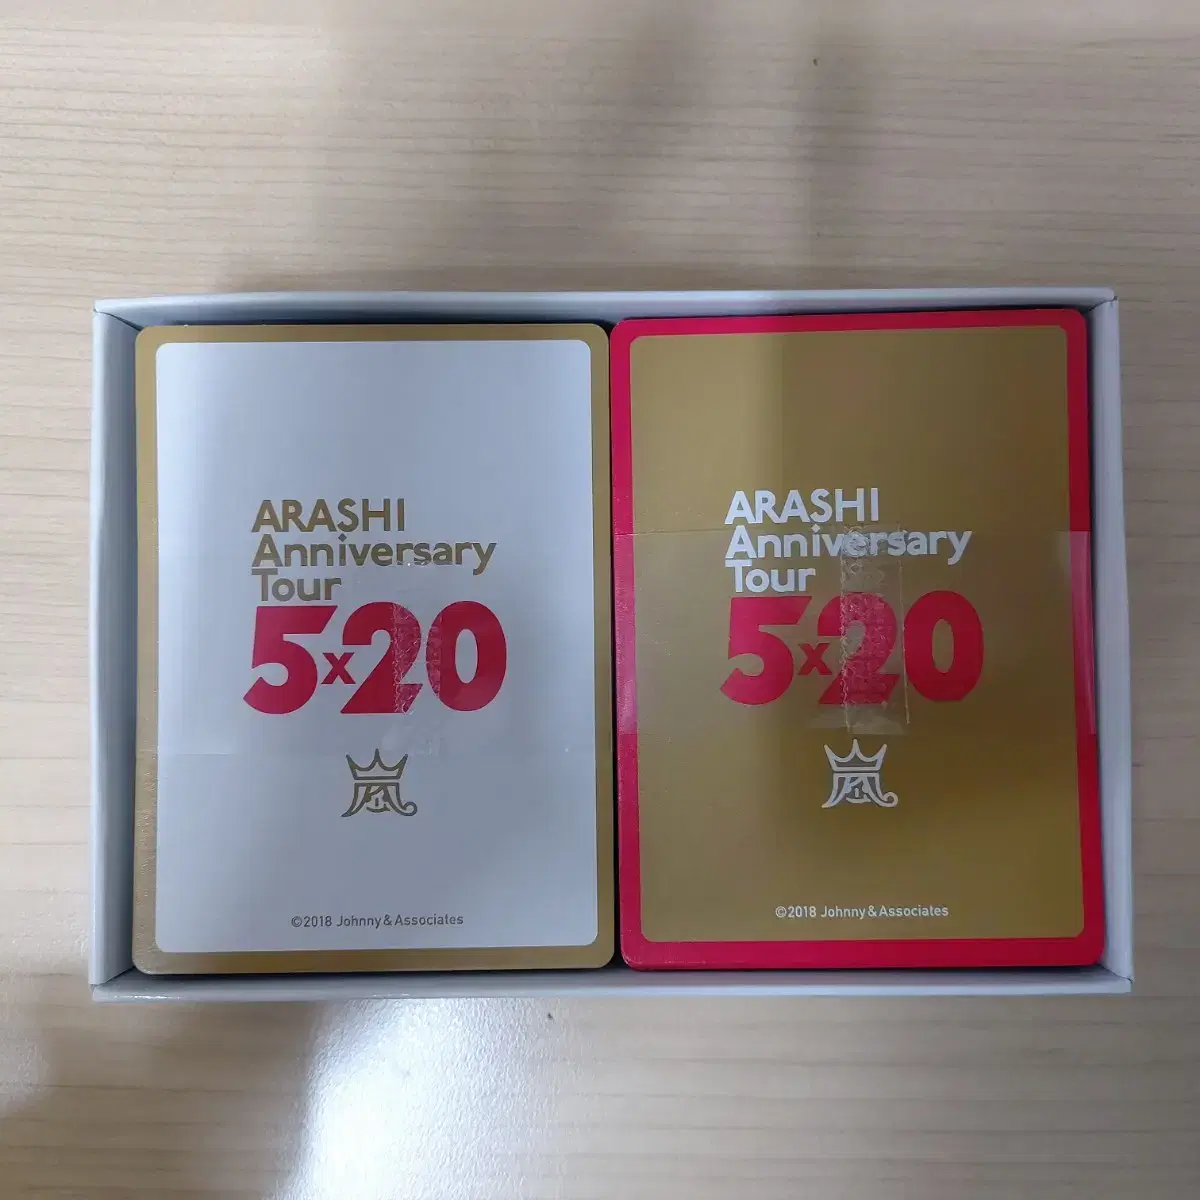 ARASHI
Anniversary
Tour
5x20
嵐
©2018 Johnny&Associates
ARASHI
Anniversary
Tour
5x20
嵐
©2018 Johnny&Associates